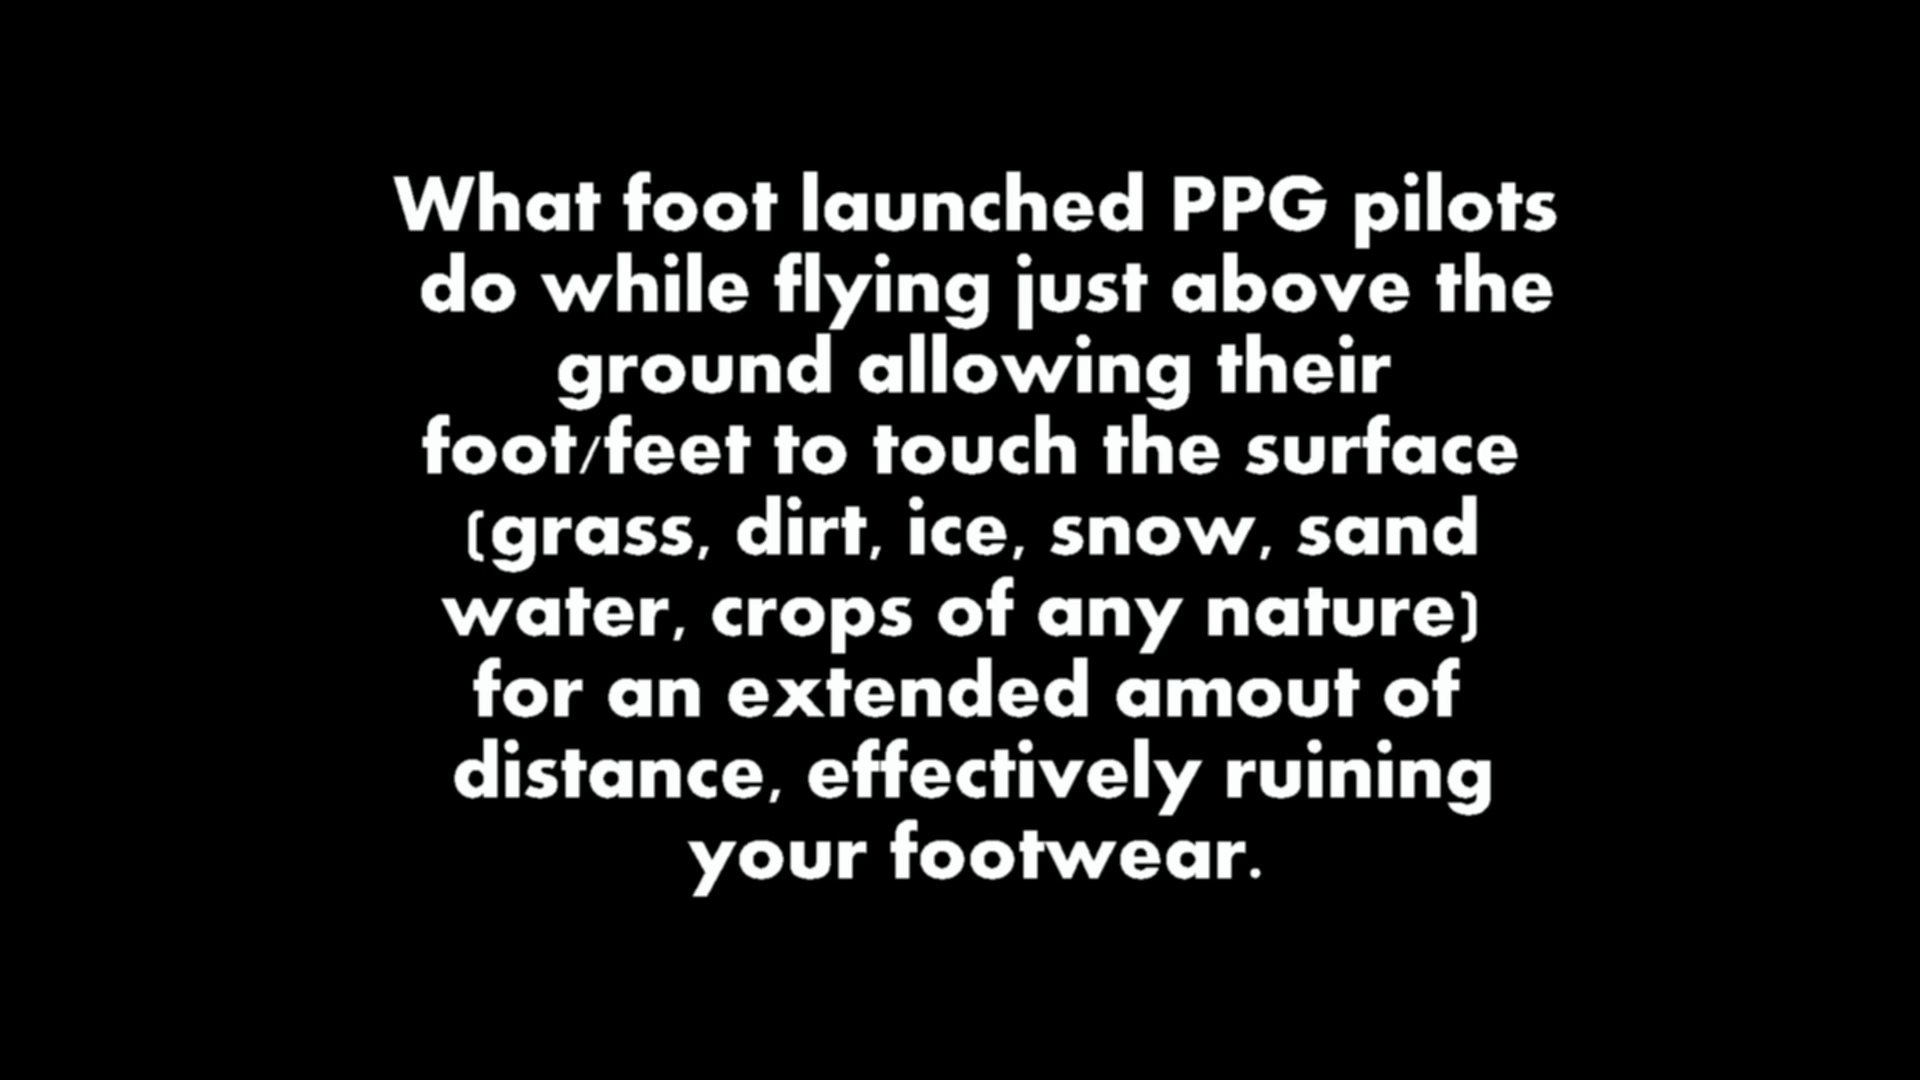 What foot launched PPG pilots
do while flying just above the
ground allowing their
foot/feet to touch the surface
(grass, dirt, ice, snow, sand
water, crops of any nature)
for an extended amout of
distance, effectively ruining
your footwear.